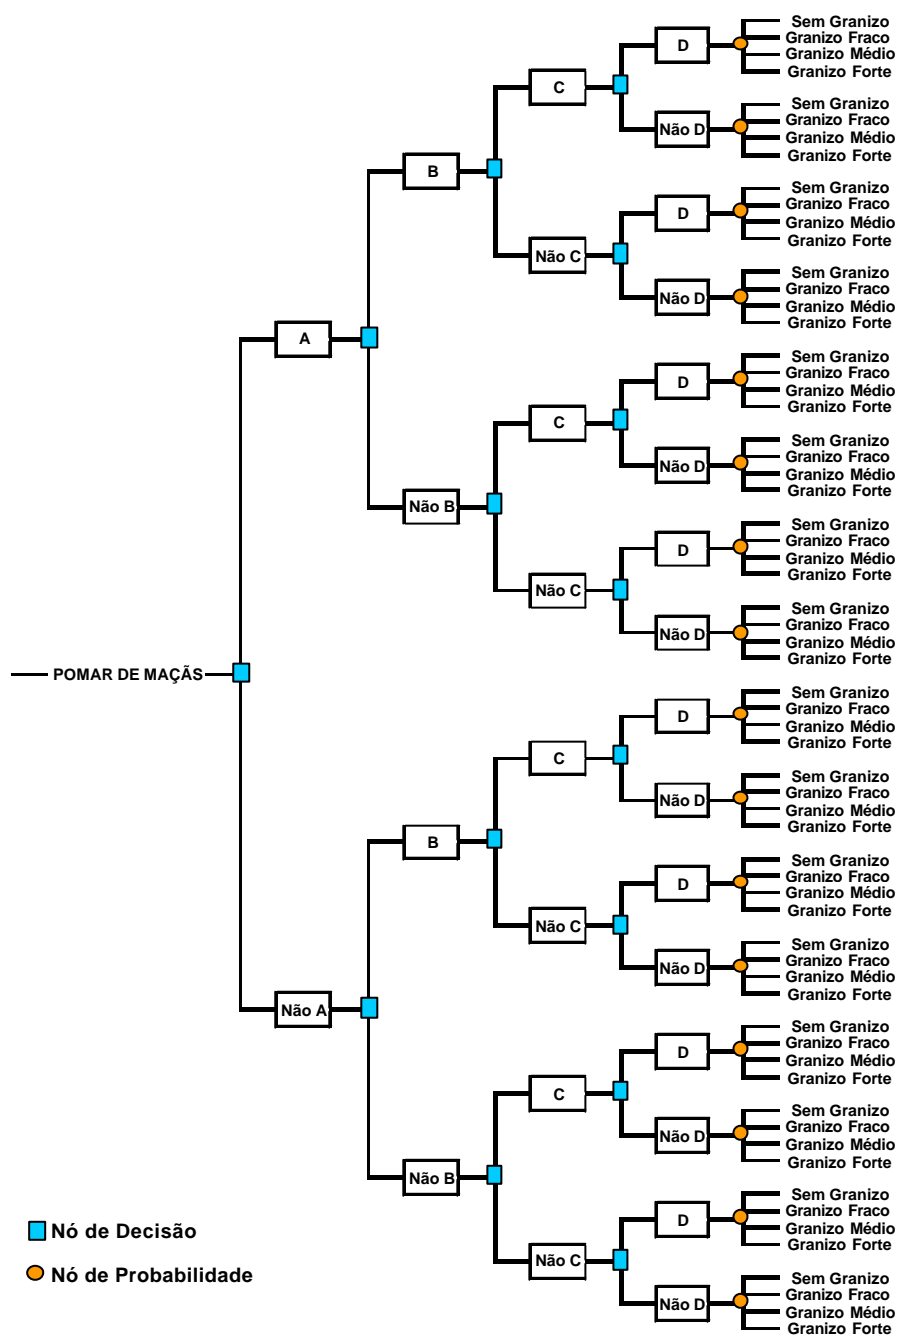 D
Sem Granizo
Granizo Fraco
Granizo Médio
Granizo Forte
C
Não D
Sem Granizo
Granizo Fraco
Granizo Médio
Granizo Forte
B
D
Sem Granizo
Granizo Fraco
Granizo Médio
Granizo Forte
Não C
Não D
Sem Granizo
Granizo Fraco
Granizo Médio
Granizo Forte
A
D
Sem Granizo
Granizo Fraco
Granizo Médio
Granizo Forte
C
Não D
Sem Granizo
Granizo Fraco
Granizo Médio
Granizo Forte
Não B
D
Sem Granizo
Granizo Fraco
Granizo Médio
Granizo Forte
Não C
Não D
Sem Granizo
Granizo Fraco
Granizo Médio
Granizo Forte
POMAR DE MAÇÃS
D
Sem Granizo
Granizo Fraco
Granizo Médio
Granizo Forte
C
Não D
Sem Granizo
Granizo Fraco
Granizo Médio
Granizo Forte
B
D
Sem Granizo
Granizo Fraco
Granizo Médio
Granizo Forte
Não C
Não D
Sem Granizo
Granizo Fraco
Granizo Médio
Granizo Forte
Não A
D
Sem Granizo
Granizo Fraco
Granizo Médio
Granizo Forte
C
Não D
Sem Granizo
Granizo Fraco
Granizo Médio
Granizo Forte
Não B
D
Sem Granizo
Granizo Fraco
Granizo Médio
Granizo Forte
Não C
Não D
Sem Granizo
Granizo Fraco
Granizo Médio
Granizo Forte
Nó de Decisão
Nó de Probabilidade